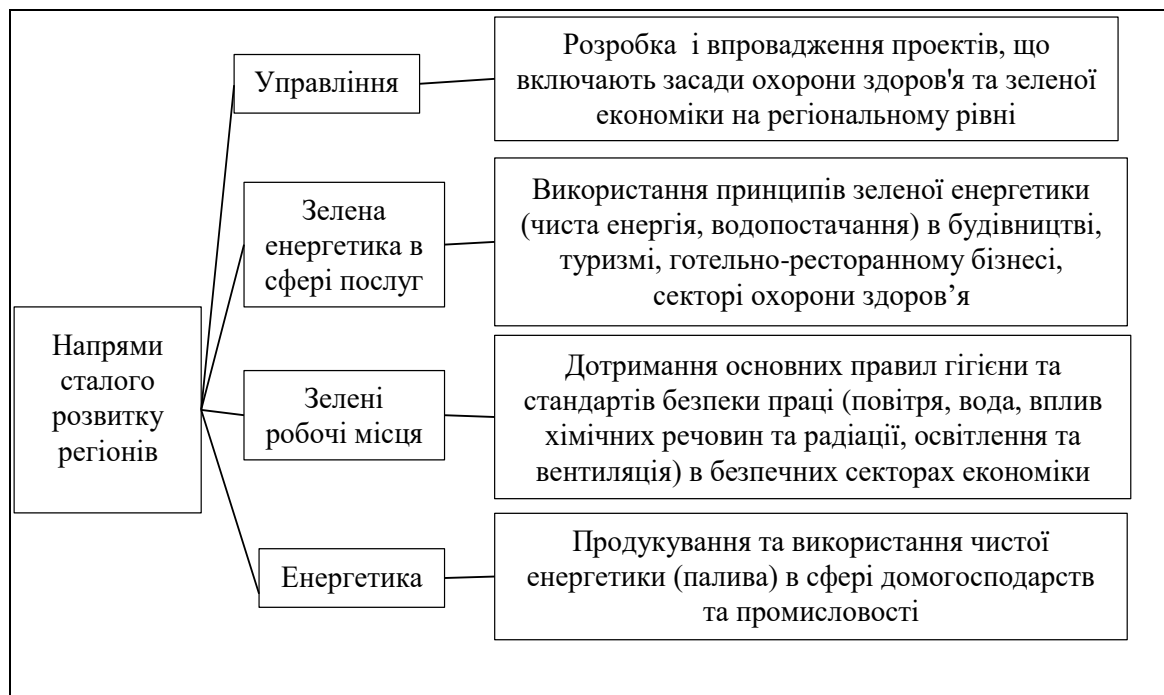 Напрями
сталого
розвитку
регіонів
Управління
Розробка і впровадження проектів, що
включають засади охорони здоров'я та зеленої
економіки на регіональному рівні
Зелена
енергетика в
сфері послуг
Використання принципів зеленої енергетики
(чиста енергія, водопостачання) в будівництві,
туризмі, готельно-ресторанному бізнесі,
секторі охорони здоров’я
Зелені
робочі місця
Дотримання основних правил гігієни та
стандартів безпеки праці (повітря, вода, вплив
хімічних речовин та радіації, освітлення та
вентиляція) в безпечних секторах економіки
Енергетика
Продукування та використання чистої
енергетики (палива) в сфері домогосподарств
та промисловості